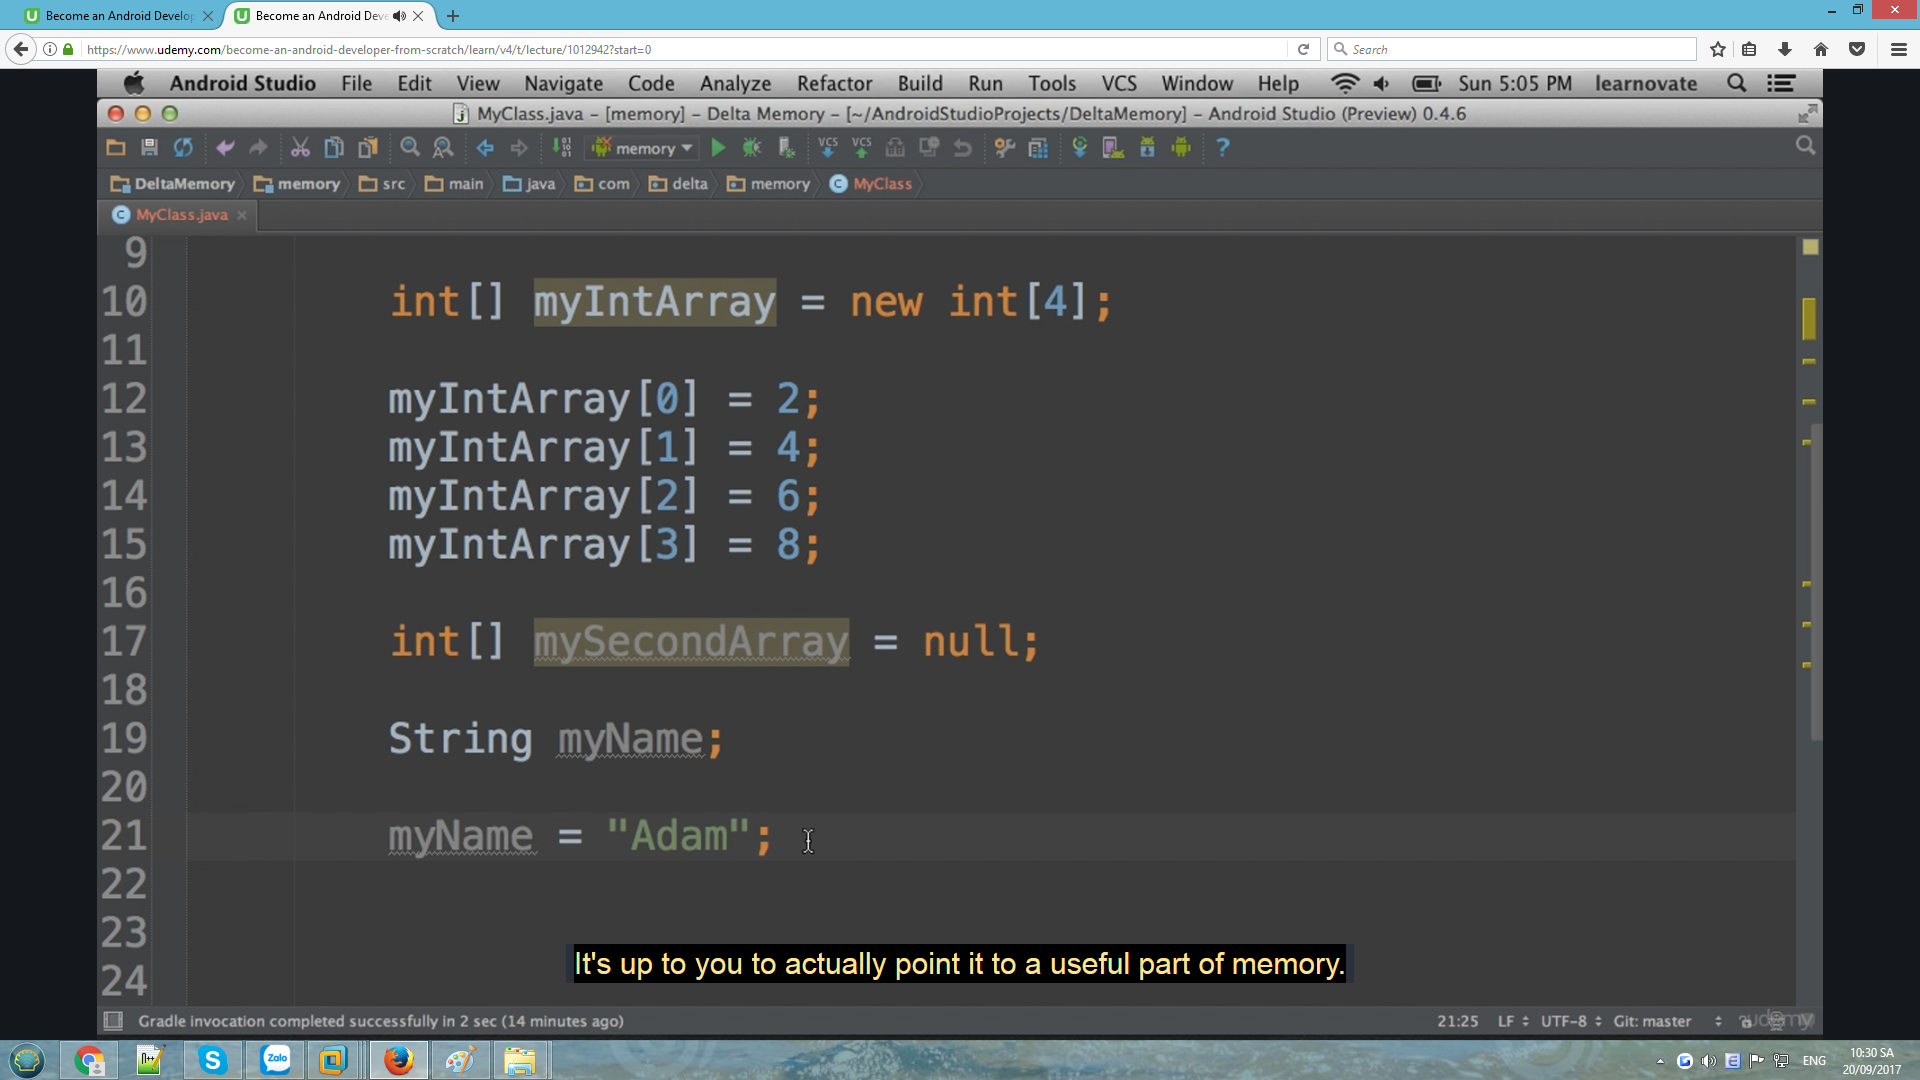 Become an Android Develop
Become an Android Deve
https://www.udemy.com/become-an-android-developer-from-scratch/learn/v4/t/lecture/1012942?start=0
Search
Android Studio File Edit View Navigate Code Analyze Refactor Build Run Tools VCS Window Help Sun 5:05 PM learnovate
MyClass.java – [memory] – Delta Memory – [~/AndroidStudioProjects/DeltaMemory] – Android Studio (Preview) 0.4.6
memory VCS VCS ?
DeltaMemory memory src main java com delta memory MyClass
MyClass.java
9
10 int[] myIntArray = new int[4];
11
12 myIntArray[0] = 2;
13 myIntArray[1] = 4;
14 myIntArray[2] = 6;
15 myIntArray[3] = 8;
16
17 int[] mySecondArray = null;
18
19 String myName;
20
21 myName = "Adam";
22
23
24
It's up to you to actually point it to a useful part of memory.
Gradle invocation completed successfully in 2 sec (14 minutes ago) 21:25 LF UTF-8 Git: master udemy
Zalo ENG 10:30 SA
20/09/2017